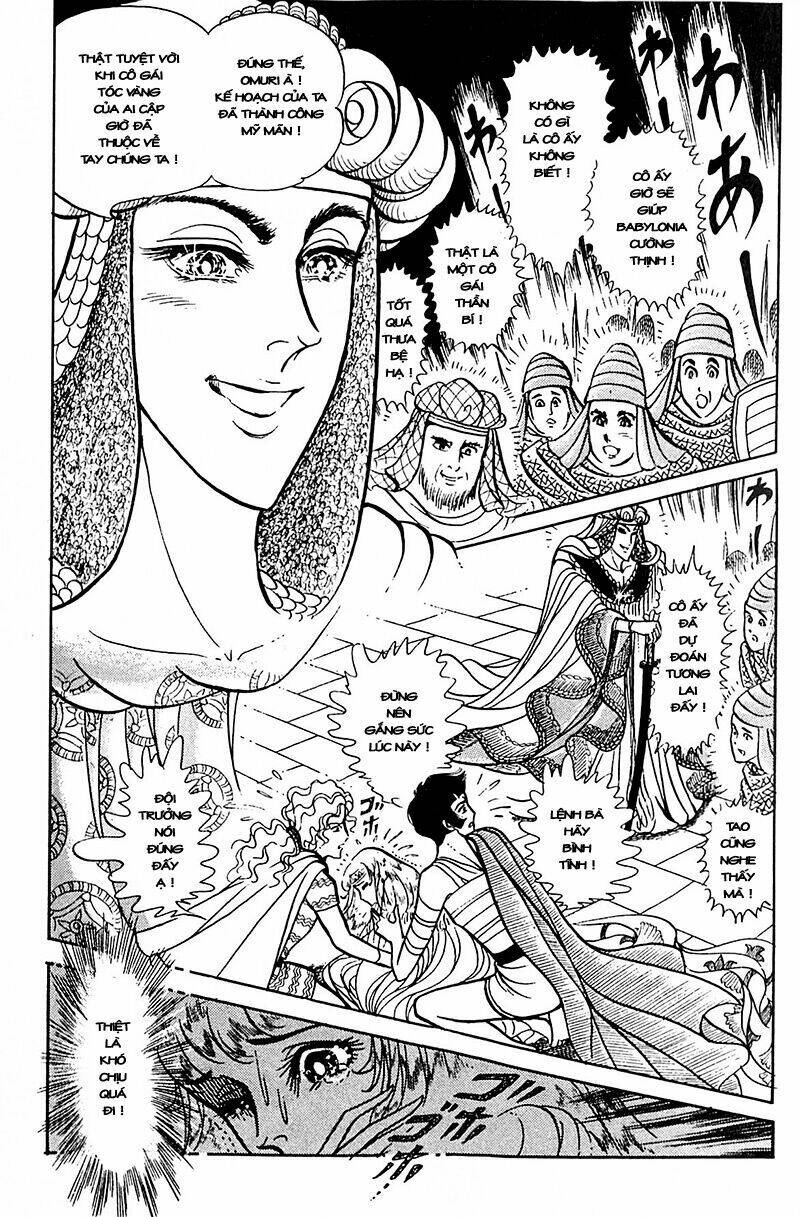 THẬT TUYỆT VỜI
KHI CÔ GÁI
TÓC VÀNG
CỦA AI CẬP
GIỜ ĐÃ
THUỘC VỀ
TAY CHÚNG TA !
ĐÚNG THẾ,
OMURI À !
KẾ HOẠCH CỦA TA
ĐÃ THÀNH CÔNG
MỸ MÃN !
KHÔNG
CÓ GÌ
LÀ CÔ ẤY
KHÔNG
BIẾT !
CÔ ẤY
GIỜ SẼ
GIÚP
BABYLONIA
CƯỜNG
THỊNH !
THẬT LÀ
MỘT CÔ
GÁI
THẦN
BÍ !
TỐT
QUÁ
THƯA
BỆ
HẠ !
わぁー
わー
わー
わー
CÔ ẤY
ĐÃ
DỰ
ĐOÁN
TƯƠNG
LAI
ĐẤY !
ĐỪNG
NÊN
GẮNG SỨC
LÚC NÀY !
ĐỘI
TRƯỞNG
NÓI
ĐÚNG
ĐẤY
Ạ !
ゴホ
LỆNH BÀ
HÃY
BÌNH
TĨNH !
TAO
CŨNG
NGHE
THẤY
MÀ !
THIỆT
LÀ
KHÓ
CHỊU
QUÁ
ĐI !
ゴホ
ゴホ